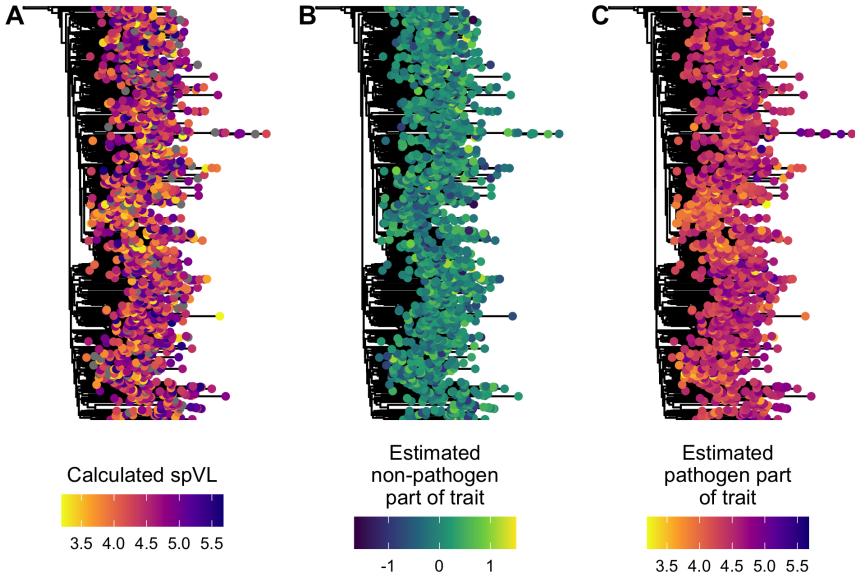 A
B
C
Calculated spVL
3.5 4.0 4.5 5.0 5.5
Estimated
non-pathogen
part of trait
-1 0 1
Estimated
pathogen part
of trait
3.5 4.0 4.5 5.0 5.5